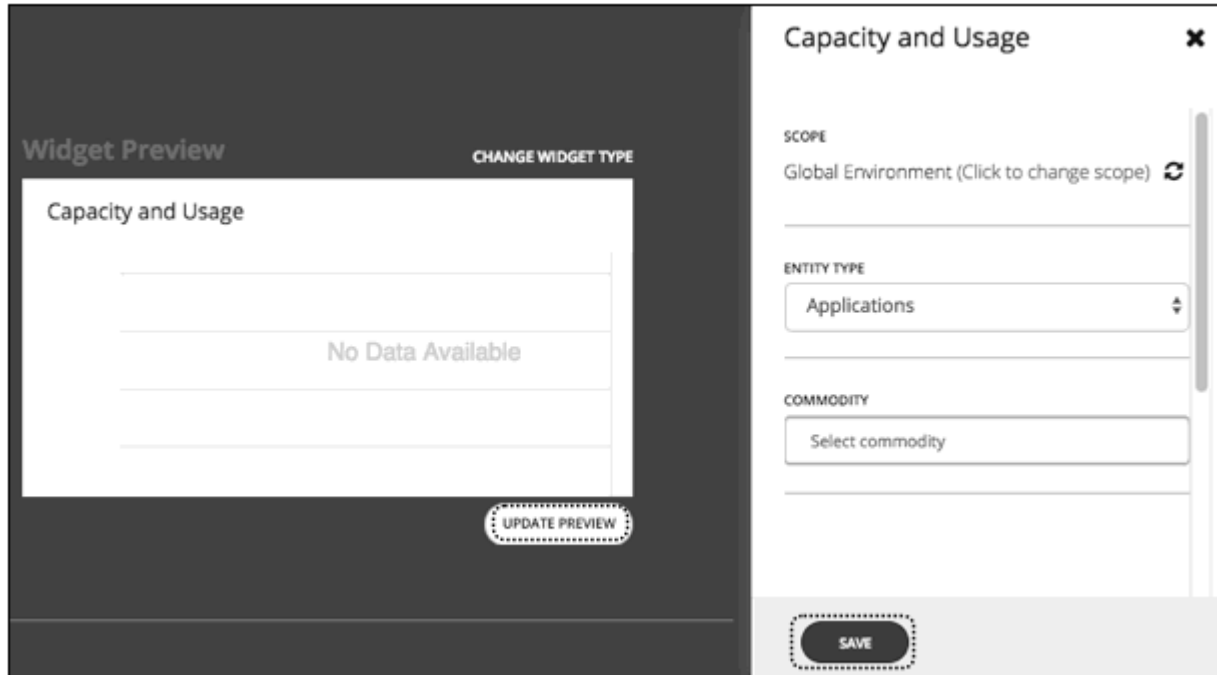 Widget Preview
CHANGE WIDGET TYPE
Capacity and Usage
No Data Available
UPDATE PREVIEW
Capacity and Usage
SCOPE
Global Environment (Click to change scope)
ENTITY TYPE
Applications
COMMODITY
Select commodity
SAVE